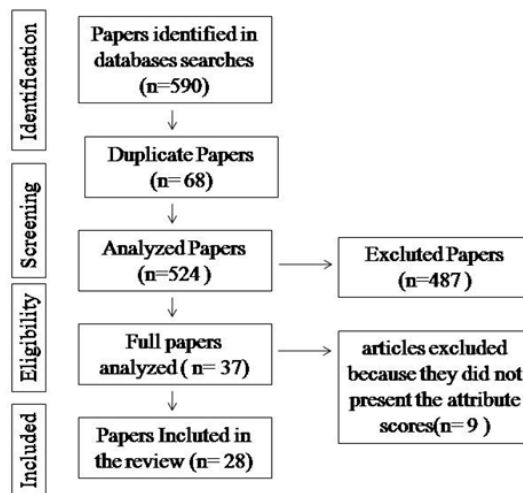 Identification
Papers identified in
databases searches
(n=590)
Duplicate Papers
(n= 68)
Screening
Analyzed Papers
(n=524 )
Excluted Papers
(n=487 )
Eligibility
Full papers
analyzed ( n= 37)
articles excluded
because they did not
present the attribute
scores(n= 9 )
Included
Papers Included in
the review (n= 28)